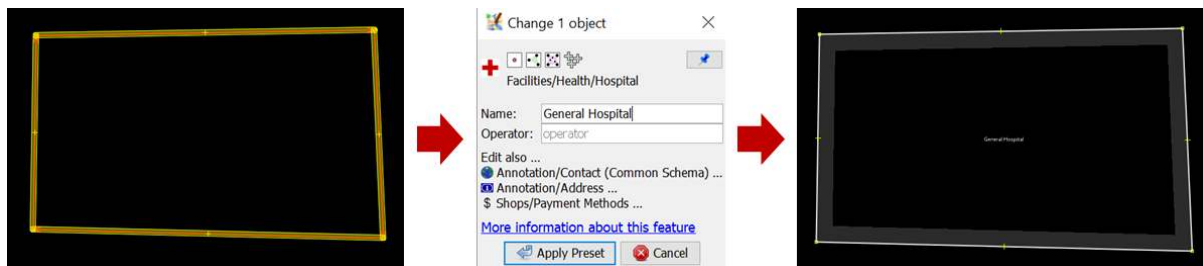 Change 1 object
Facilities/Health/Hospital
Name: General Hospital
Operator: operator
Edit also ...
Annotation/Contact (Common Schema) ...
Annotation/Address ...
$ Shops/Payment Methods ...
More information about this feature
Apply Preset Cancel
General Hospital